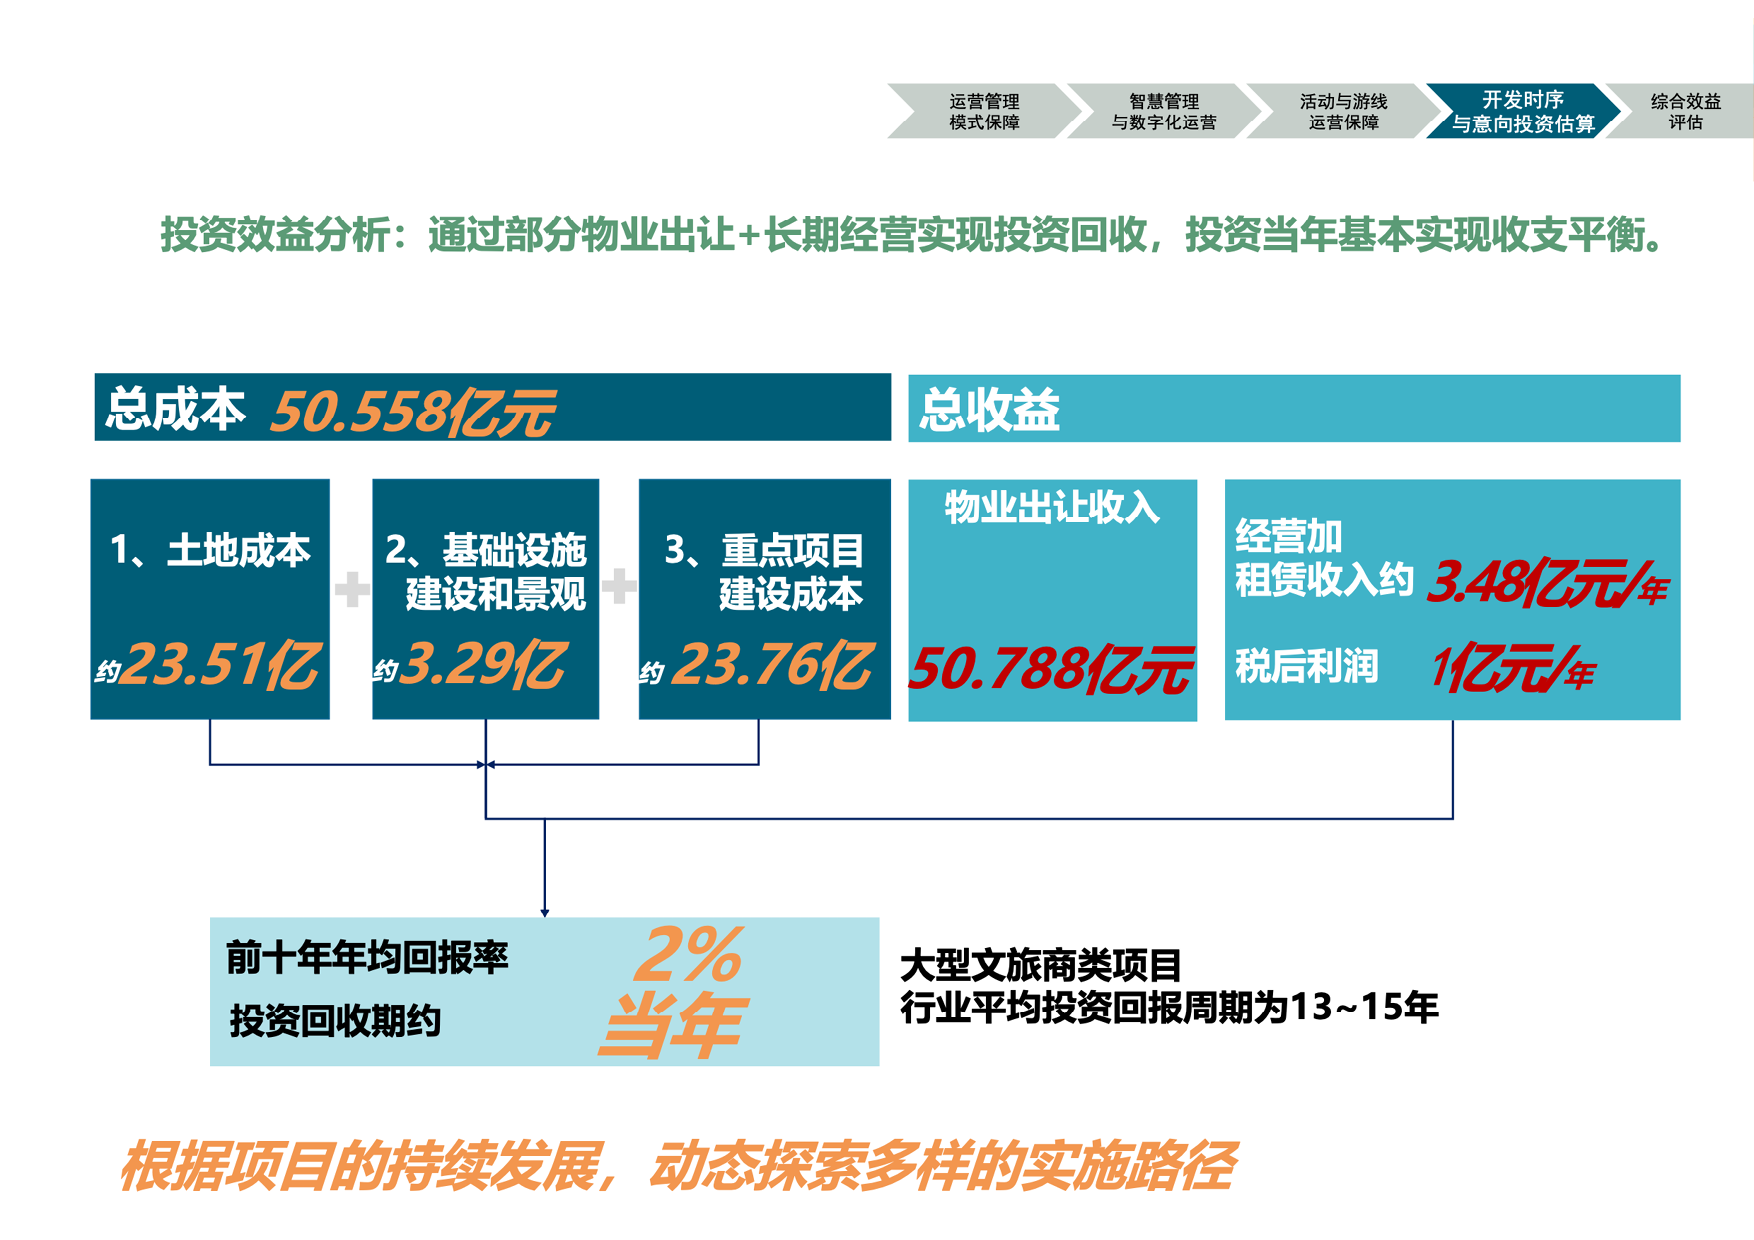 运营管理
模式保障
智慧管理
与数字化运营
活动与游线
运营保障
开发时序
与意向投资估算
综合效益
评估
投资效益分析：通过部分物业出让+长期经营实现投资回收，投资当年基本实现收支平衡。
总成本 50.558亿元
总收益
1、土地成本
约23.51亿
2、基础设施
建设和景观
约3.29亿
3、重点项目
建设成本
约23.76亿
物业出让收入
50.788亿元
经营加
租赁收入约 3.48亿元/年
税后利润 1亿元/年
前十年年均回报率 2%
投资回收期约 当年
大型文旅商类项目
行业平均投资回报周期为13~15年
根据项目的持续发展，动态探索多样的实施路径